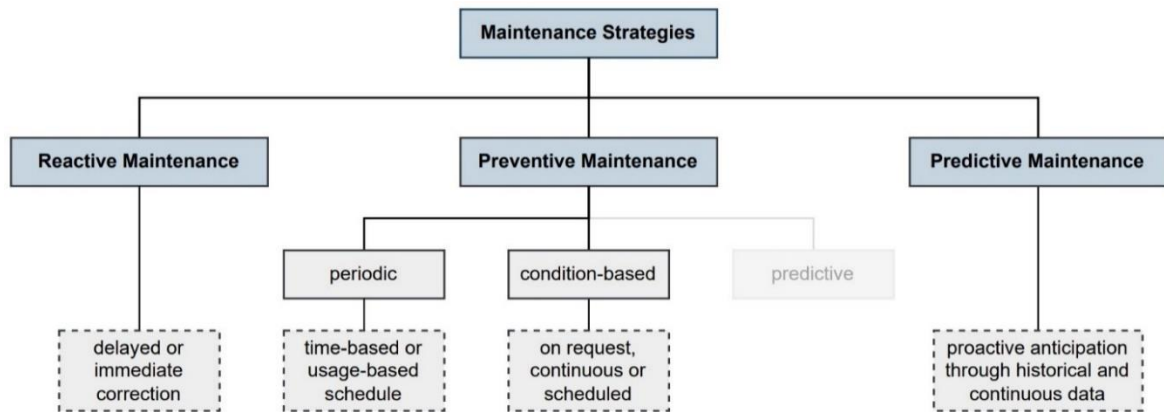 Maintenance Strategies
Reactive Maintenance
Preventive Maintenance
Predictive Maintenance
periodic
condition-based
predictive
delayed or
immediate
correction
time-based or
usage-based
schedule
on request,
continuous or
scheduled
proactive anticipation
through historical and
continuous data